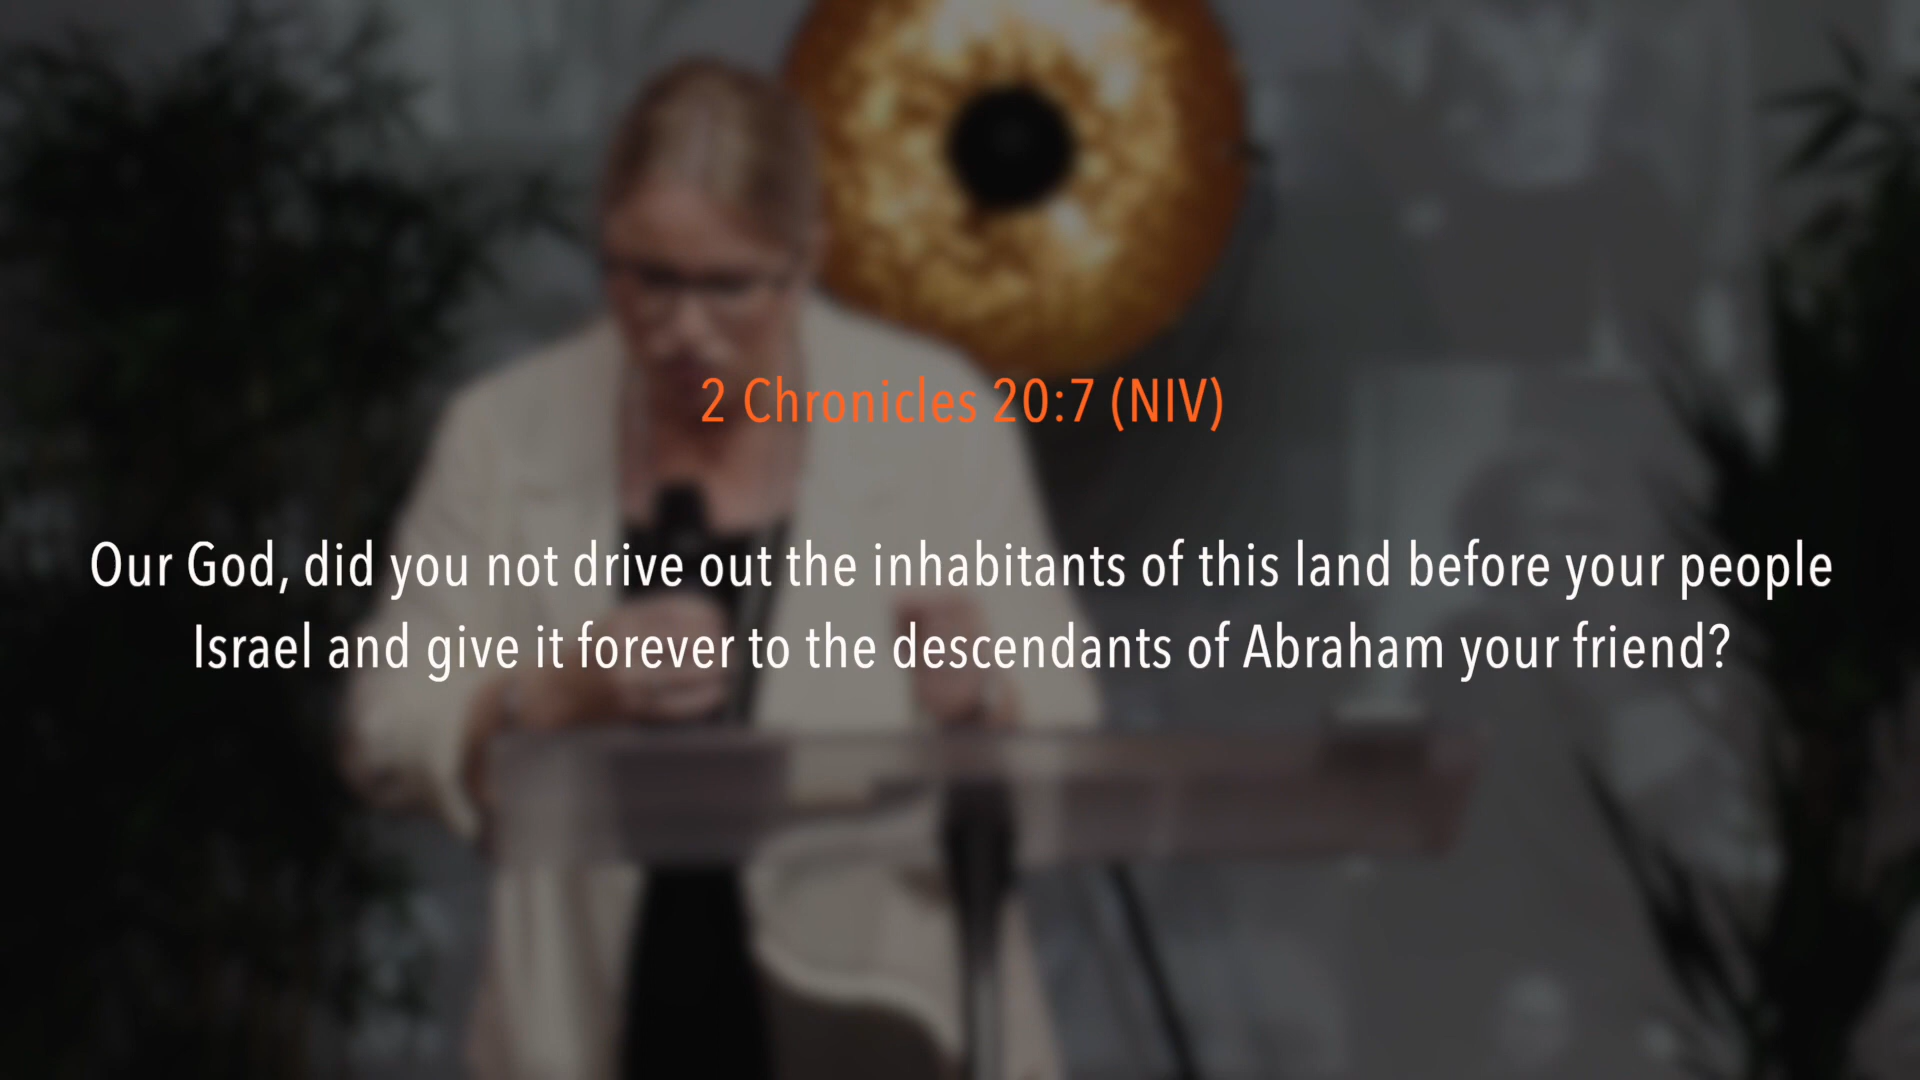 2 Chronicles 20:7 (NIV)
Our God, did you not drive out the inhabitants of this land before your people
Israel and give it forever to the descendants of Abraham your friend?